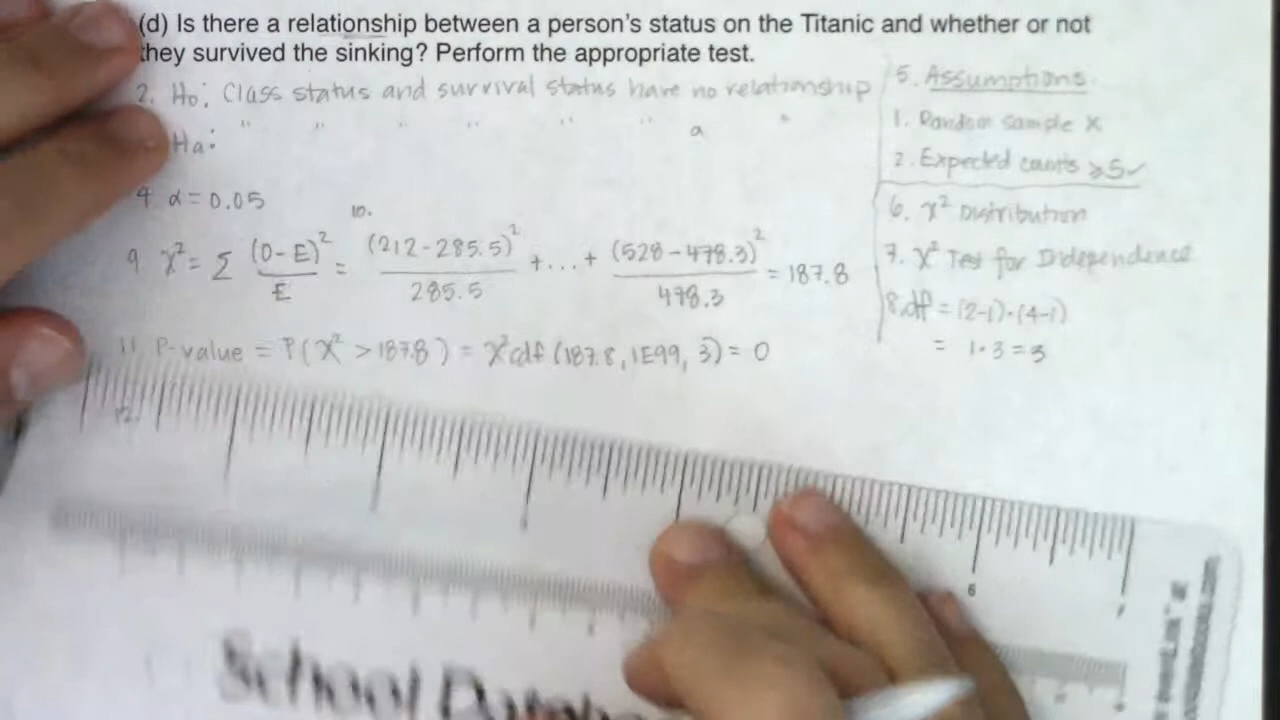 (d) Is there a relationship between a person's status on the Titanic and whether or not
they survived the sinking? Perform the appropriate test.
2. Ho: Class status and survival status have no relationship
" " " " " " a "
Ha:
4 α = 0.05
10.
9 χ² = Σ (O-E)²/E = (212-285.5)²/285.5 + ... + (528-478.3)²/478.3 = 187.8
11 P-value = P(χ² > 187.8) = χ²cdf(187.8, 1E99, 3) = 0
12.
5. Assumptions.
1. Random sample X
2. Expected counts ≥5 ✓
6. χ² Distribution
7. χ² Test for Independence
8. df = (2-1)·(4-1)
= 1·3 = 3
6
School